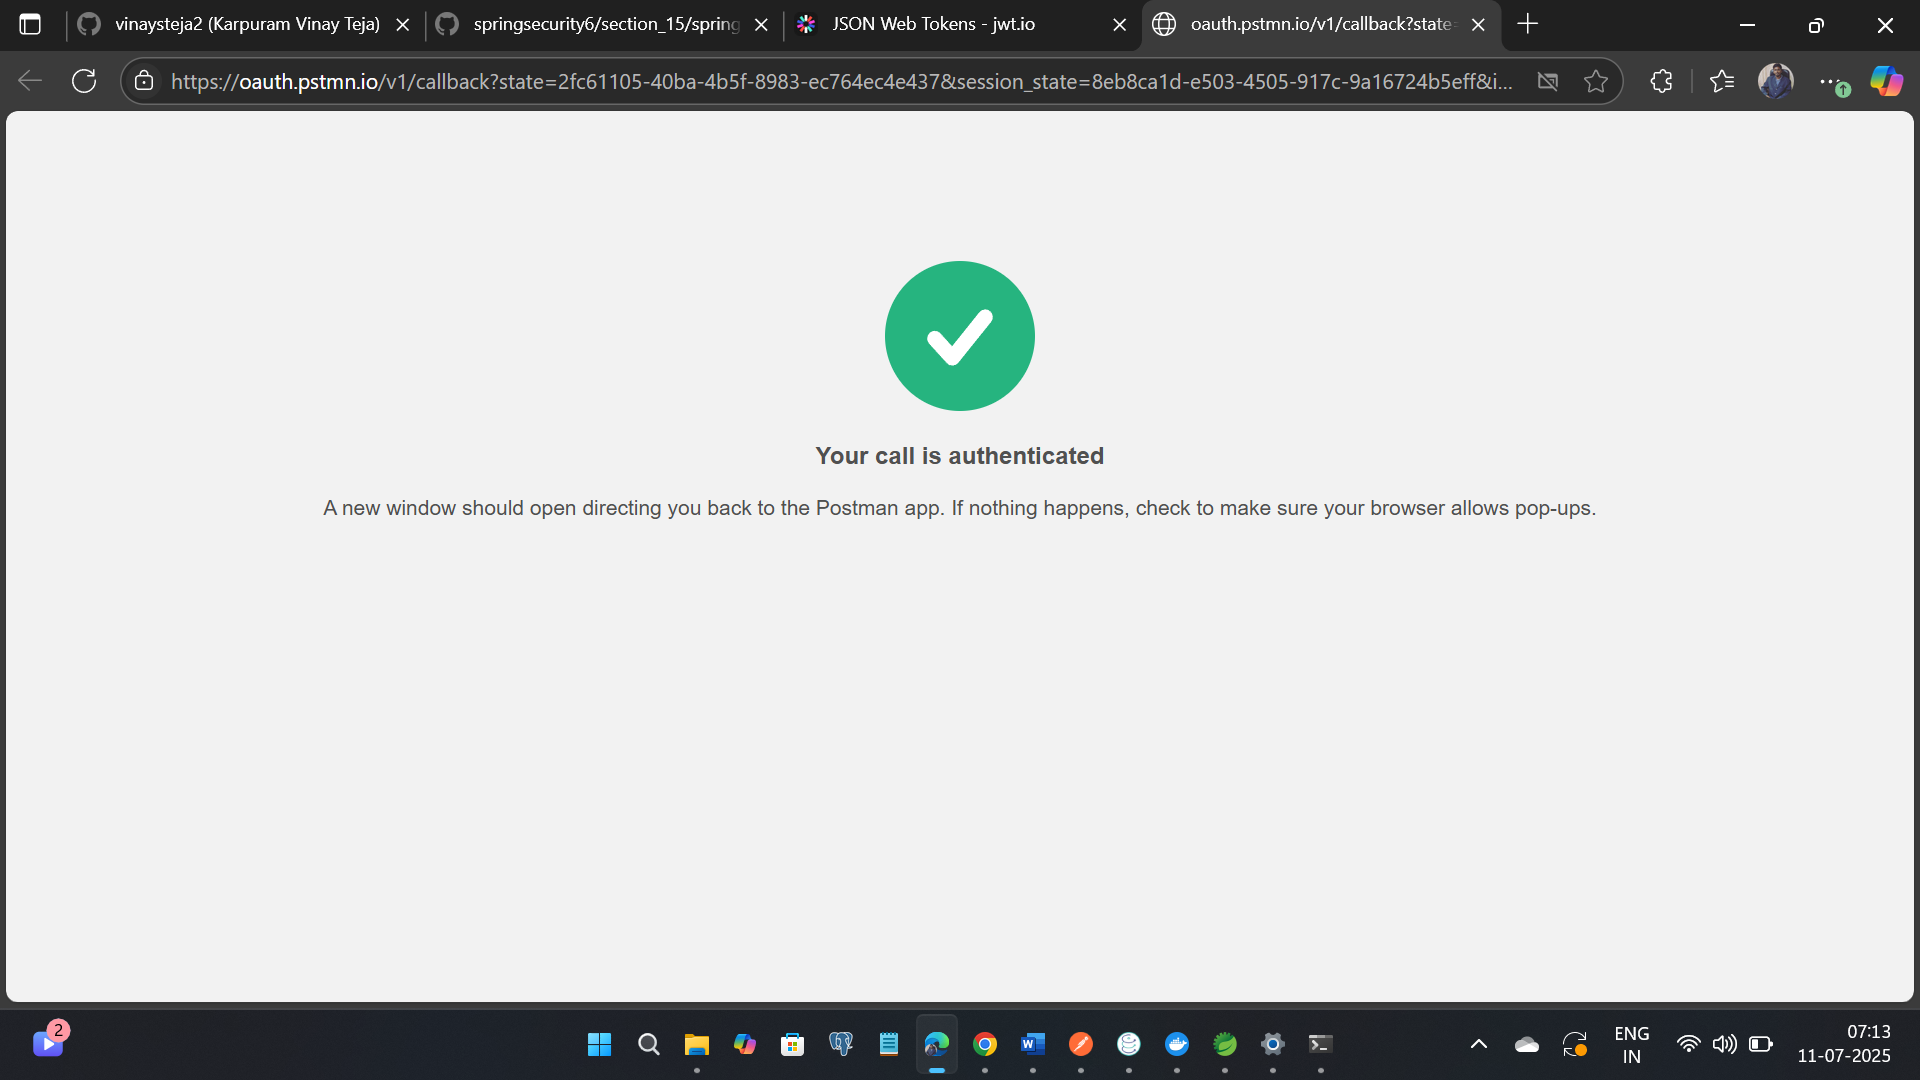 vinaysteja2 (Karpuram Vinay Teja)
springsecurity6/section_15/spring
JSON Web Tokens - jwt.io
oauth.pstmn.io/v1/callback?state=
https://oauth.pstmn.io/v1/callback?state=2fc61105-40ba-4b5f-8983-ec764ec4e437&session_state=8eb8ca1d-e503-4505-917c-9a16724b5eff&i...
Your call is authenticated
A new window should open directing you back to the Postman app. If nothing happens, check to make sure your browser allows pop-ups.
2
ENG
IN
07:13
11-07-2025